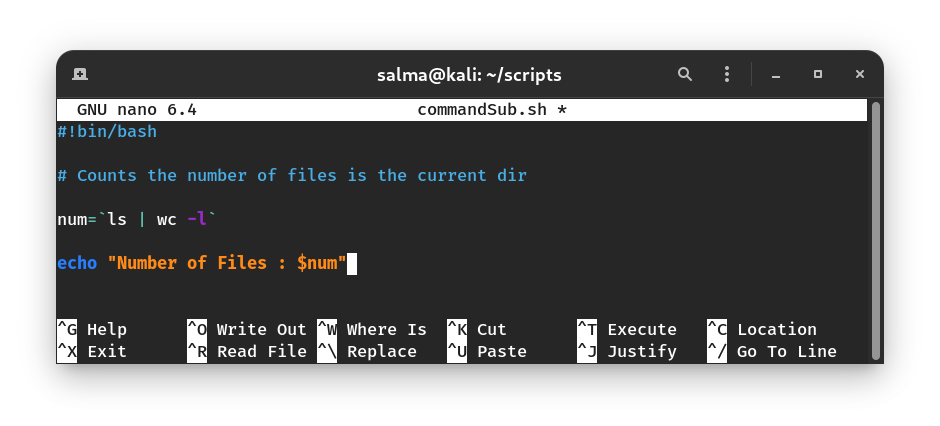 salma@kali: ~/scripts
GNU nano 6.4 commandSub.sh *
#!bin/bash
# Counts the number of files is the current dir
num=`ls | wc -l`
echo "Number of Files : $num"
^G Help ^O Write Out ^W Where Is ^K Cut ^T Execute ^C Location
^X Exit ^R Read File ^\ Replace ^U Paste ^J Justify ^/ Go To Line